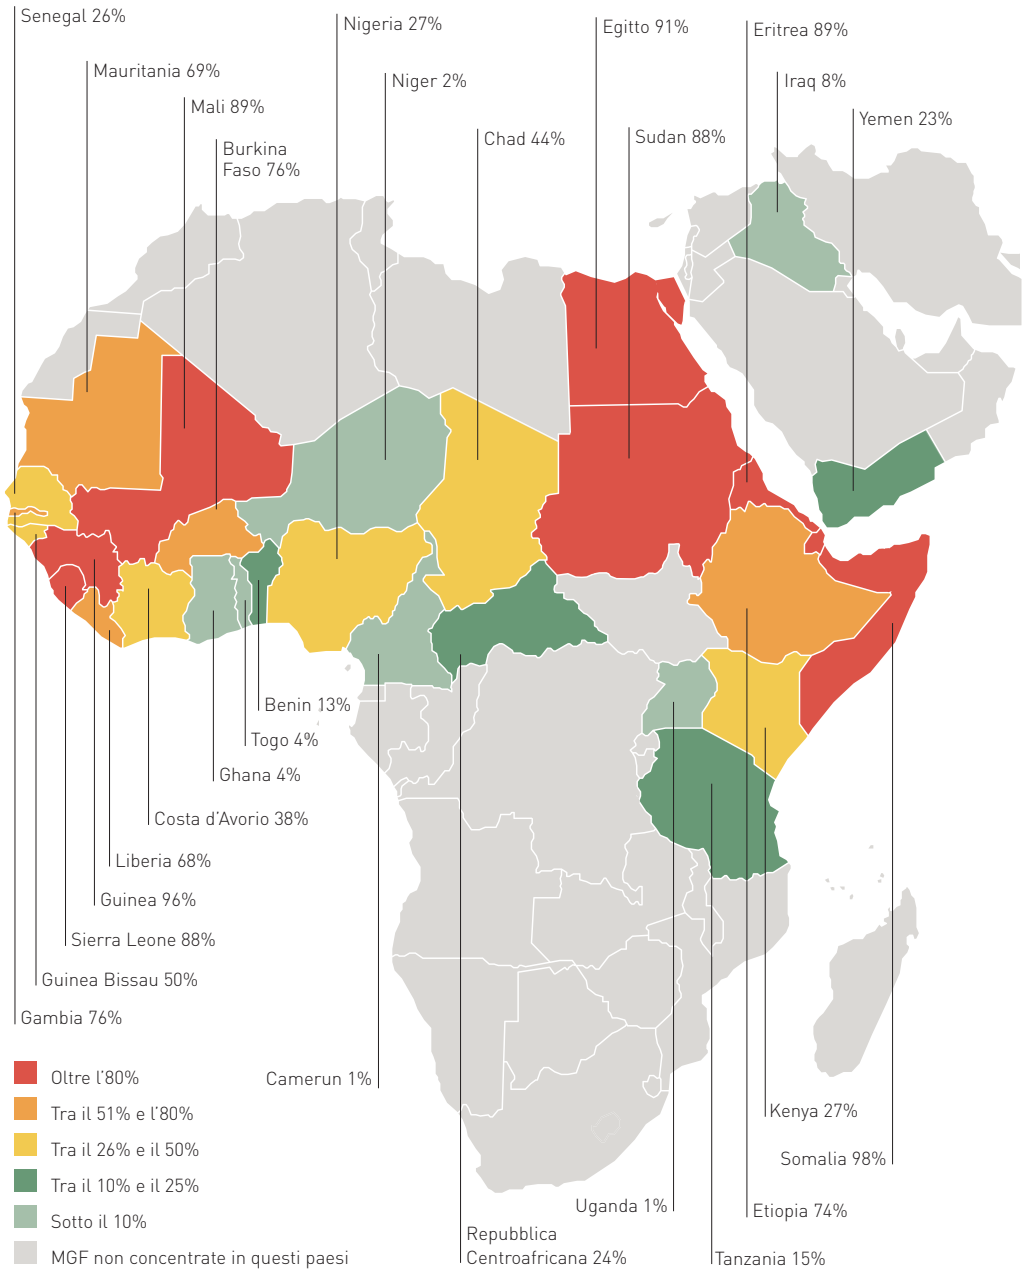 Senegal 26%
Nigeria 27%
Egitto 91%
Eritrea 89%
Mauritania 69%
Niger 2%
Iraq 8%
Mali 89%
Yemen 23%
Chad 44%
Sudan 88%
Burkina
Faso 76%
Benin 13%
Togo 4%
Ghana 4%
Costa d'Avorio 38%
Liberia 68%
Guinea 96%
Sierra Leone 88%
Guinea Bissau 50%
Gambia 76%
Camerun 1%
Kenya 27%
Somalia 98%
Uganda 1%
Etiopia 74%
Repubblica
Centroafricana 24%
Tanzania 15%
Oltre l'80%
Tra il 51% e l'80%
Tra il 26% e il 50%
Tra il 10% e il 25%
Sotto il 10%
MGF non concentrate in questi paesi